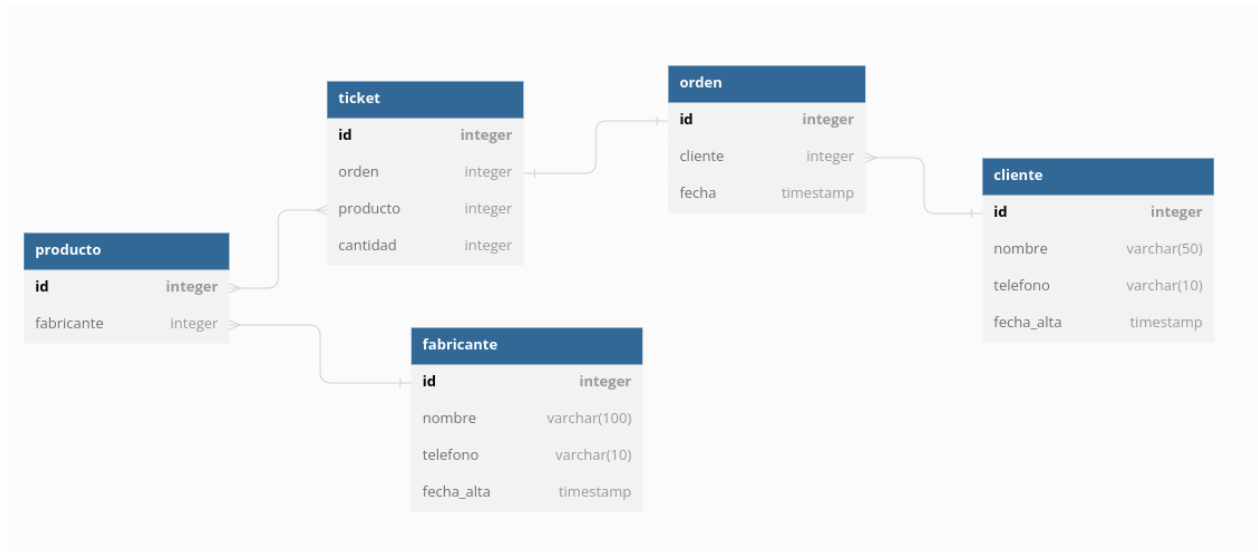 ticket
id integer
orden integer
producto integer
cantidad integer
orden
id integer
cliente integer
fecha timestamp
cliente
id integer
nombre varchar(50)
telefono varchar(10)
fecha_alta timestamp
producto
id integer
fabricante integer
fabricante
id integer
nombre varchar(100)
telefono varchar(10)
fecha_alta timestamp